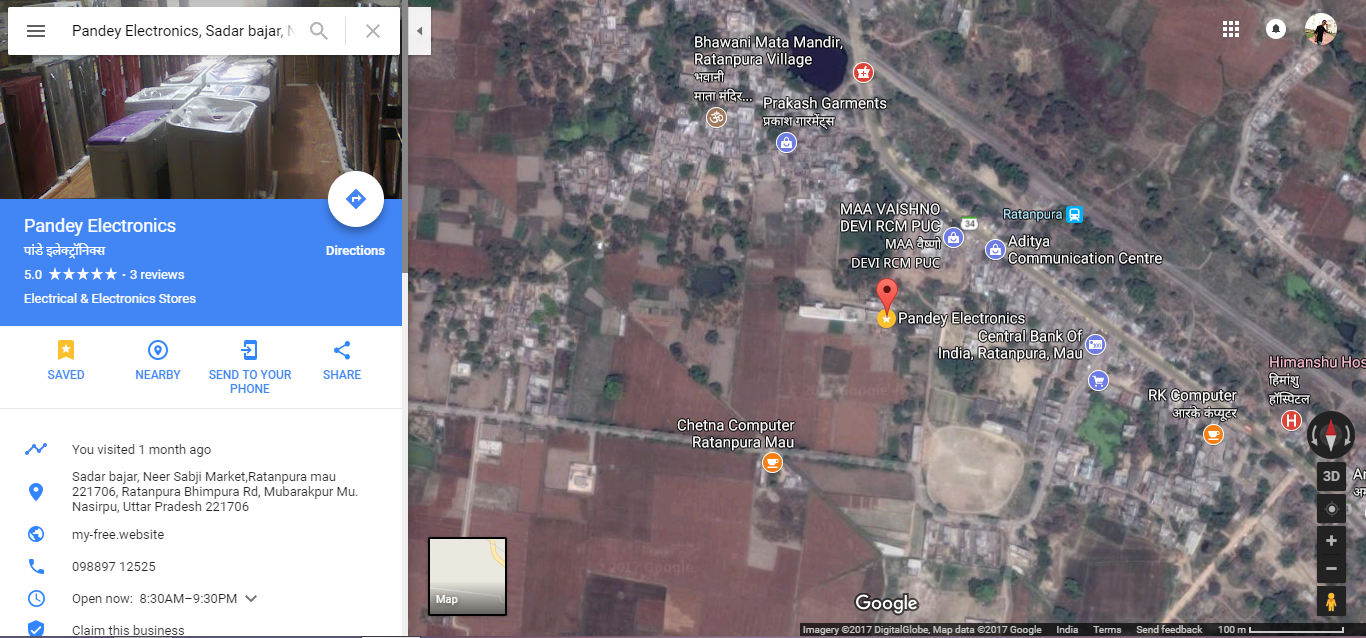 Pandey Electronics, Sadar bajar, N
Pandey Electronics
पांडे इलेक्ट्रॉनिक्स
5.0 ★★★★★ · 3 reviews
Electrical & Electronics Stores
Directions
SAVED
NEARBY
SEND TO YOUR
PHONE
SHARE
You visited 1 month ago
Sadar bajar, Neer Sabji Market,Ratanpura mau
221706, Ratanpura Bhimpura Rd, Mubarakpur Mu.
Nasirpu, Uttar Pradesh 221706
my-free.website
098897 12525
Open now: 8:30AM–9:30PM
Claim this business
Bhawani Mata Mandir,
Ratanpura Village
भवानी
माता मंदिर...
Prakash Garments
प्रकाश गारमेंट्स
MAA VAISHNO
DEVI RCM PUC
MAA वैष्णो
DEVI RCM PUC
34
Ratanpura
Aditya
Communication Centre
Pandey Electronics
Central Bank Of
India, Ratanpura, Mau
Himanshu Hos
हिमांशु
हॉस्पिटल
H
RK Computer
आरके कंप्यूटर
Chetna Computer
Ratanpura Mau
3D
Map
©2017 Google
Google
Imagery ©2017 DigitalGlobe, Map data ©2017 Google India Terms Send feedback 100 m